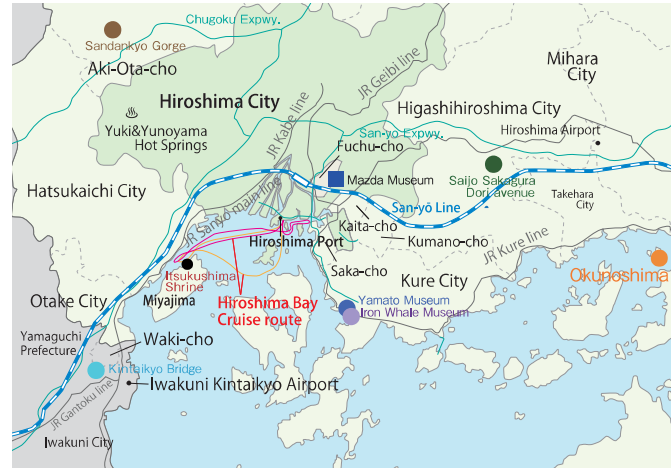 Chugoku Expwy.
Sandankyo Gorge
Aki-Ota-cho
JR Geibi line
Mihara
City
Hiroshima City
JR Kabe line
Higashihiroshima City
Yuki&Yunoyama
Hot Springs
San-yo Expwy.
Hiroshima Airport
Fuchu-cho
Mazda Museum
Saijo Sakagura
Dori avenue
Hatsukaichi City
JR Sanyō main line
San-yō Line
Takehara
City
Kaita-cho
Hiroshima Port
Kumano-cho
JR Kure line
Saka-cho
Itsukushima
Shrine
Miyajima
Kure City
Okunoshima
Otake City
Hiroshima Bay
Cruise route
Yamato Museum
Iron Whale Museum
Yamaguchi
Prefecture
Waki-cho
Kintaikyo Bridge
Iwakuni Kintaikyo Airport
JR Gantoku line
Iwakuni City